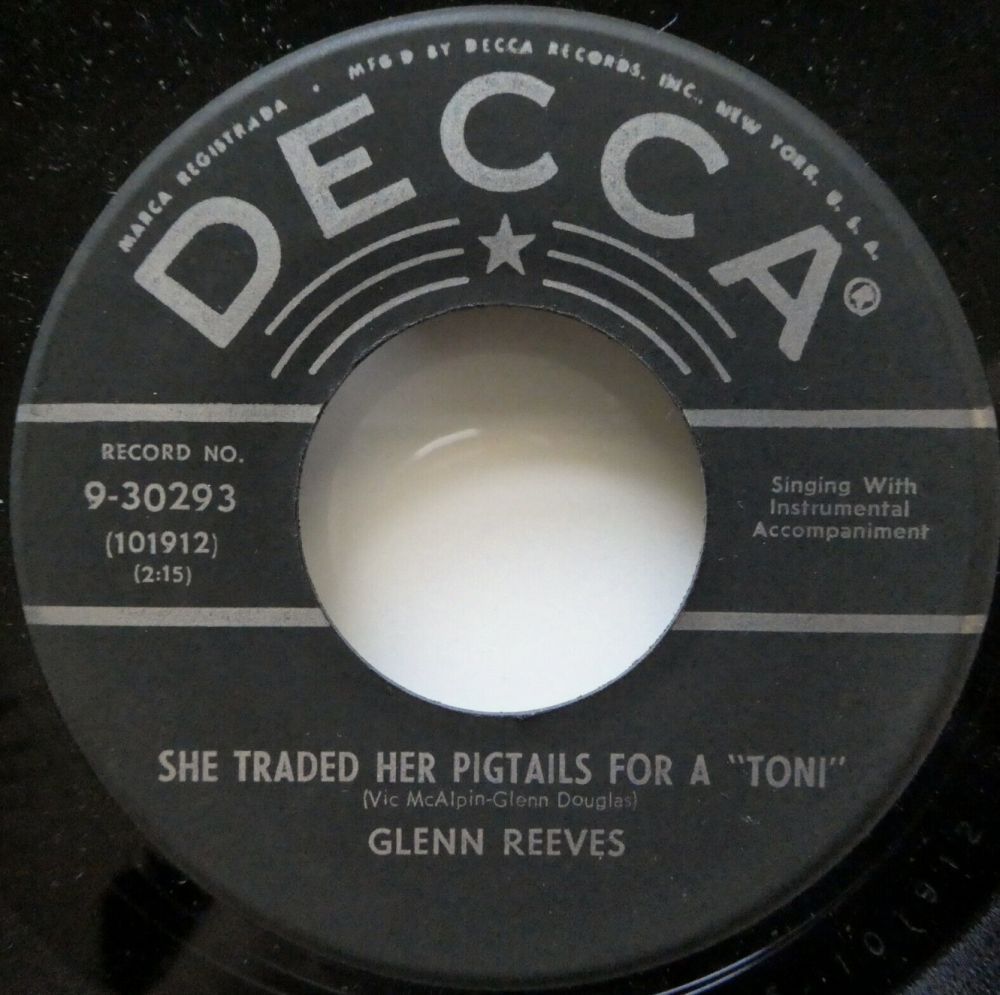 MARCA REGISTRADA • MFG'D BY DECCA RECORDS, INC., NEW YORK, U.S.A.
DECCA®
RECORD NO.
9-30293
(101912)
(2:15)
Singing With
Instrumental
Accompaniment
SHE TRADED HER PIGTAILS FOR A "TONI"
(Vic McAlpin-Glenn Douglas)
GLENN REEVES